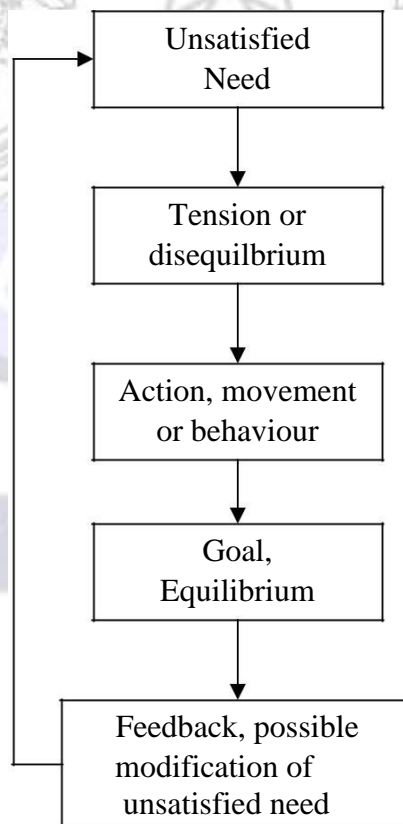 Unsatisfied
Need
Tension or
disequilbrium
Action, movement
or behaviour
Goal,
Equilibrium
Feedback, possible
modification of
unsatisfied need